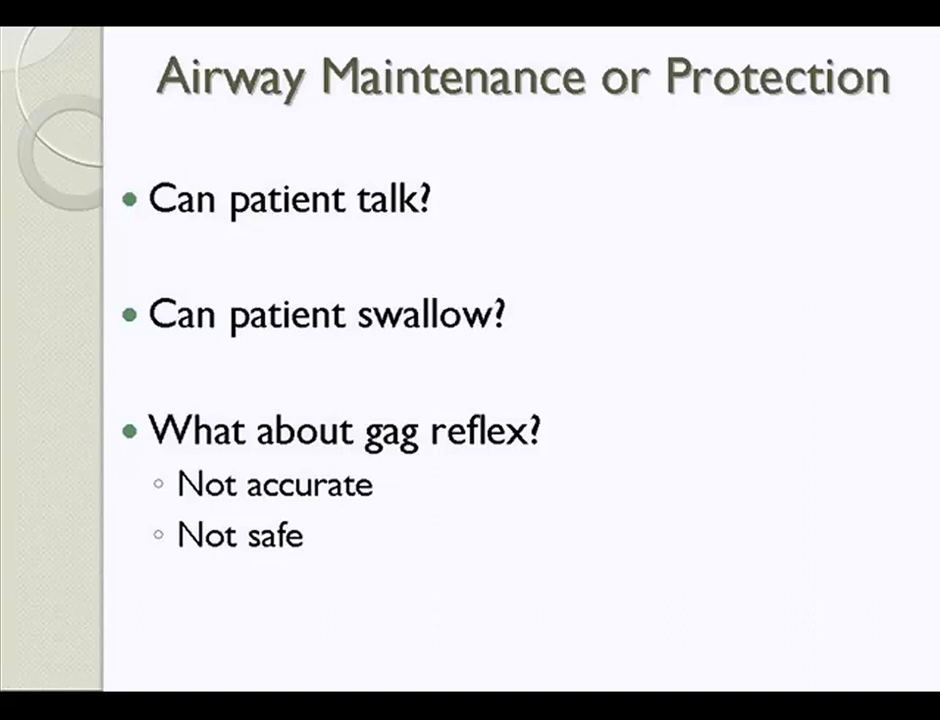 Airway Maintenance or Protection
• Can patient talk?
• Can patient swallow?
• What about gag reflex?
◦ Not accurate
◦ Not safe